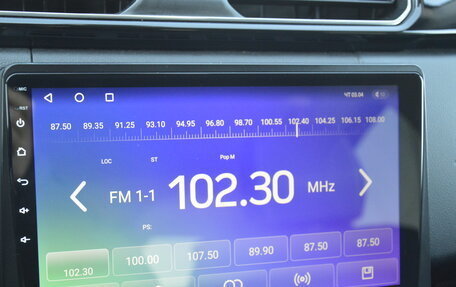 MIC
ЧТ 03.04
RST
87.50 89.35 91.25 93.10 94.95 96.80 98.70 100.55 102.40 104.25 106.15 108.00
LOC ST Pop M
FM 1-1 102.30 MHz
PS:
102.30 100.00 107.50 89.90 87.50 87.50